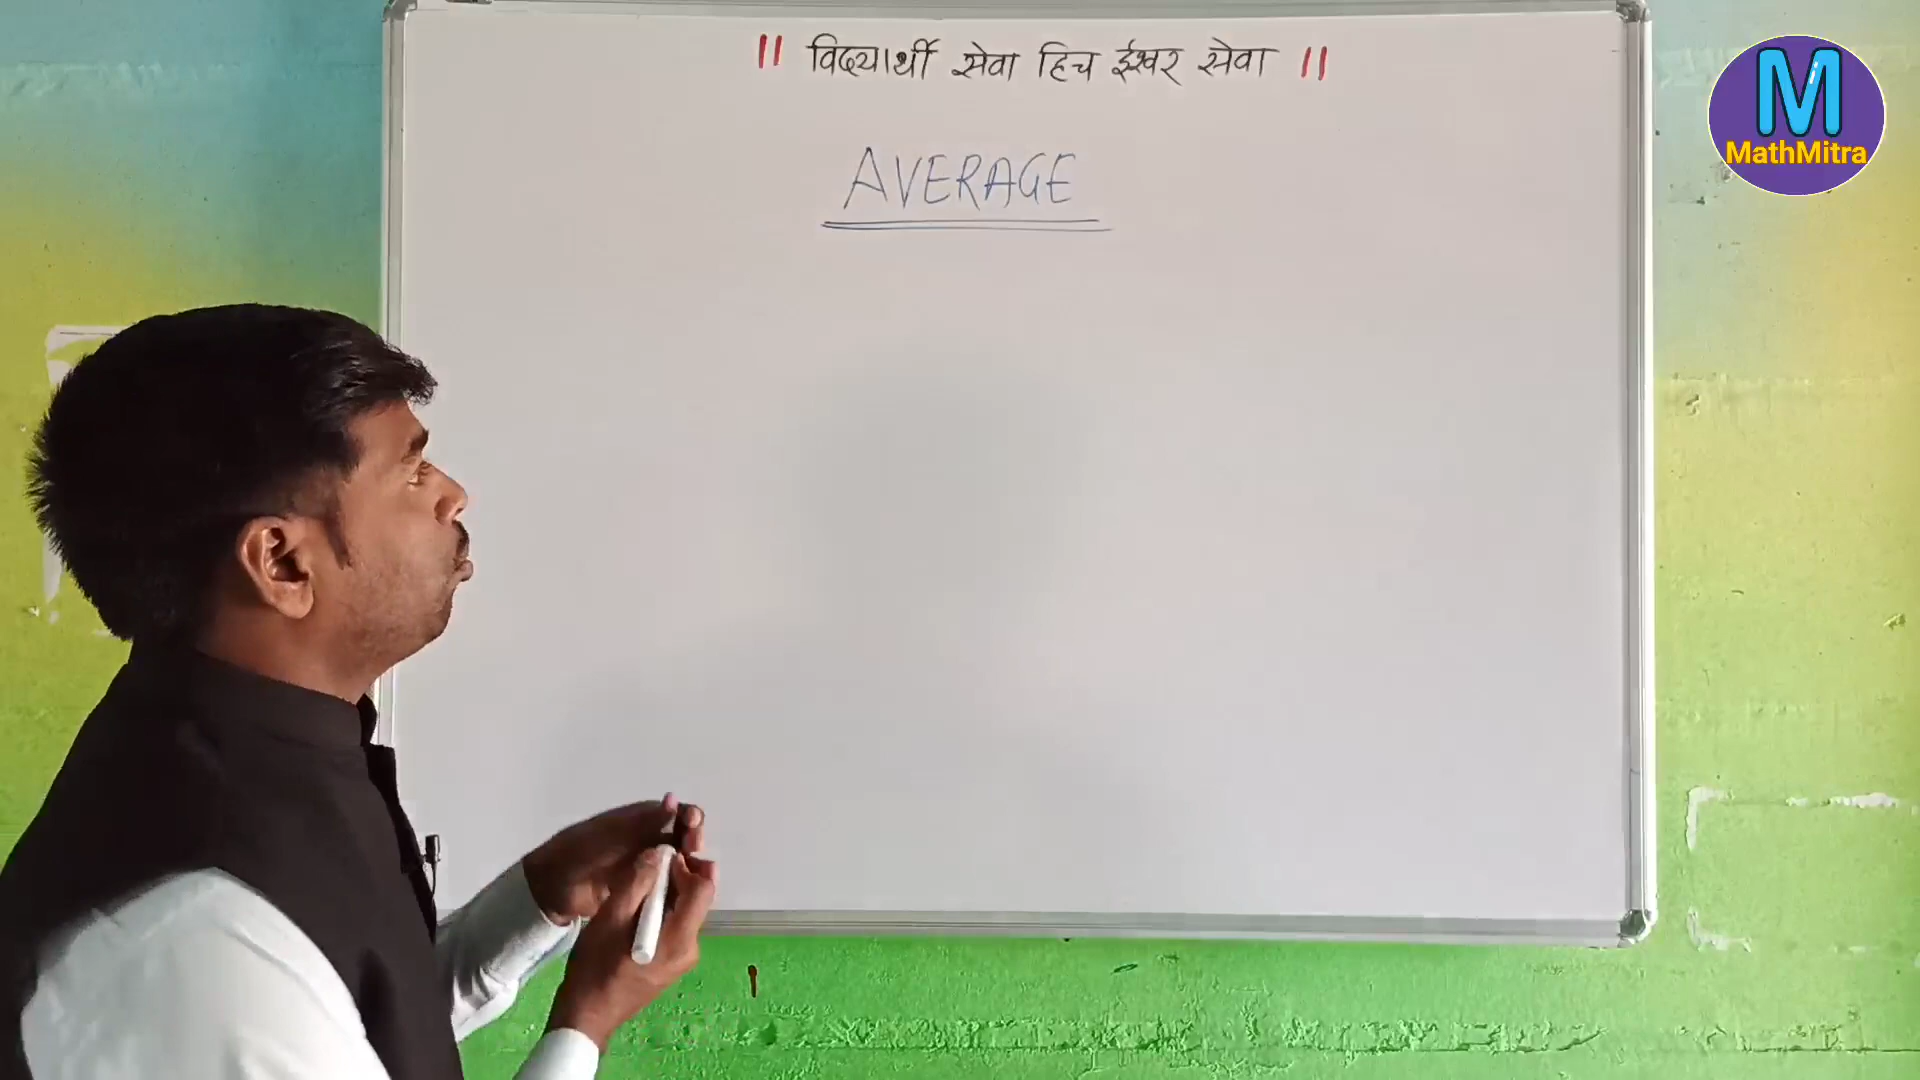 || विद्यार्थी सेवा हिच ईश्वर सेवा ||
AVERAGE
M
MathMitra